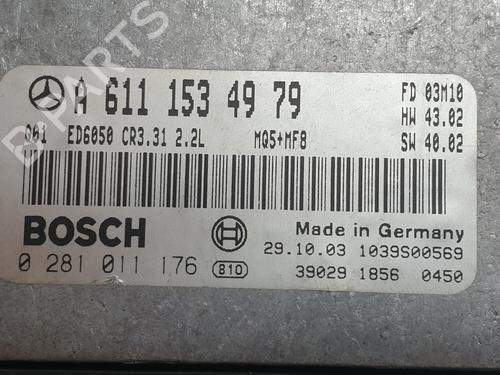 PARTS
A 611 153 49 79
FD 03M10
HW 43.02
Q01 ED6050 CR3.31 2.2L MQ5+MF8 SW 40.02
BOSCH
Made in Germany
29.10.03 1039S00569
0 281 011 176 B10
39029 1856 0450